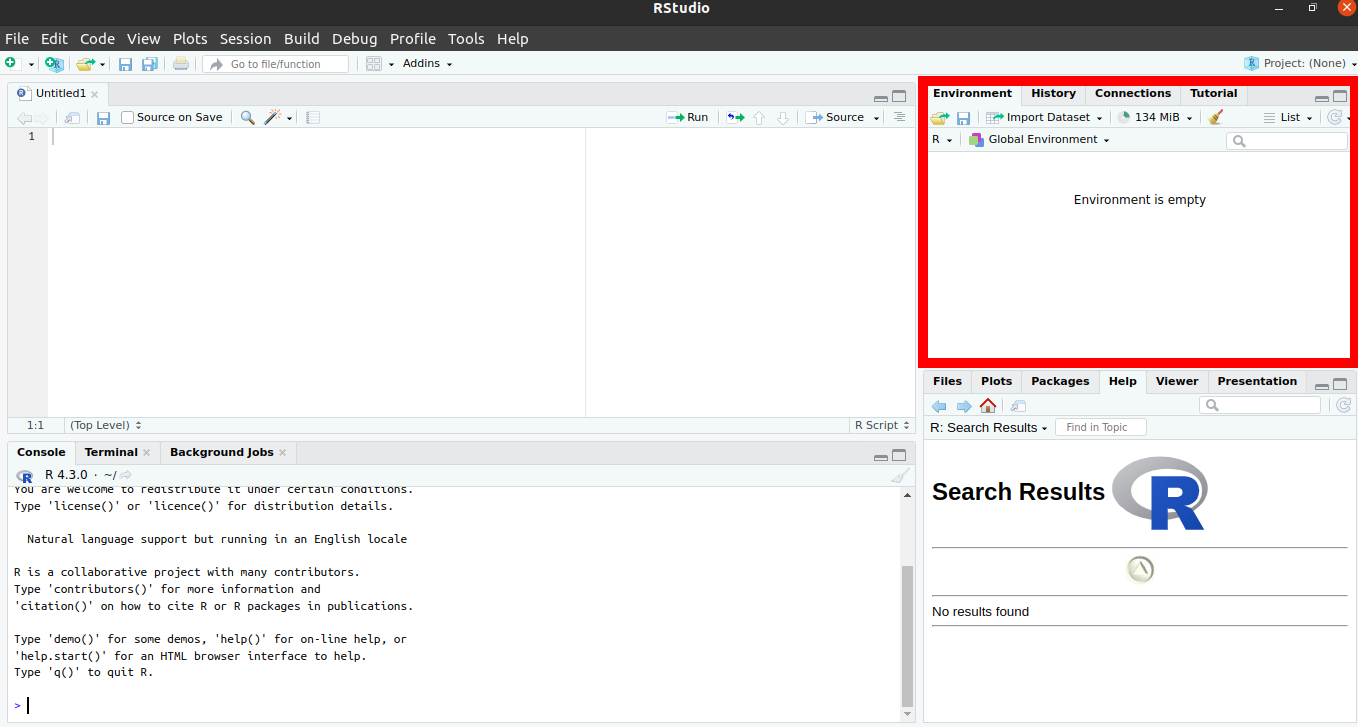 RStudio
File Edit Code View Plots Session Build Debug Profile Tools Help
Go to file/function Addins Project: (None)
Untitled1
Source on Save Run Source
1
1:1 (Top Level) R Script
Console Terminal Background Jobs
R 4.3.0 · ~/
You are welcome to redistribute it under certain conditions.
Type 'license()' or 'licence()' for distribution details.
Natural language support but running in an English locale
R is a collaborative project with many contributors.
Type 'contributors()' for more information and
'citation()' on how to cite R or R packages in publications.
Type 'demo()' for some demos, 'help()' for on-line help, or
'help.start()' for an HTML browser interface to help.
Type 'q()' to quit R.
>
Environment History Connections Tutorial
Import Dataset 134 MiB List
R Global Environment
Environment is empty
Files Plots Packages Help Viewer Presentation
R: Search Results Find in Topic
Search Results R
No results found